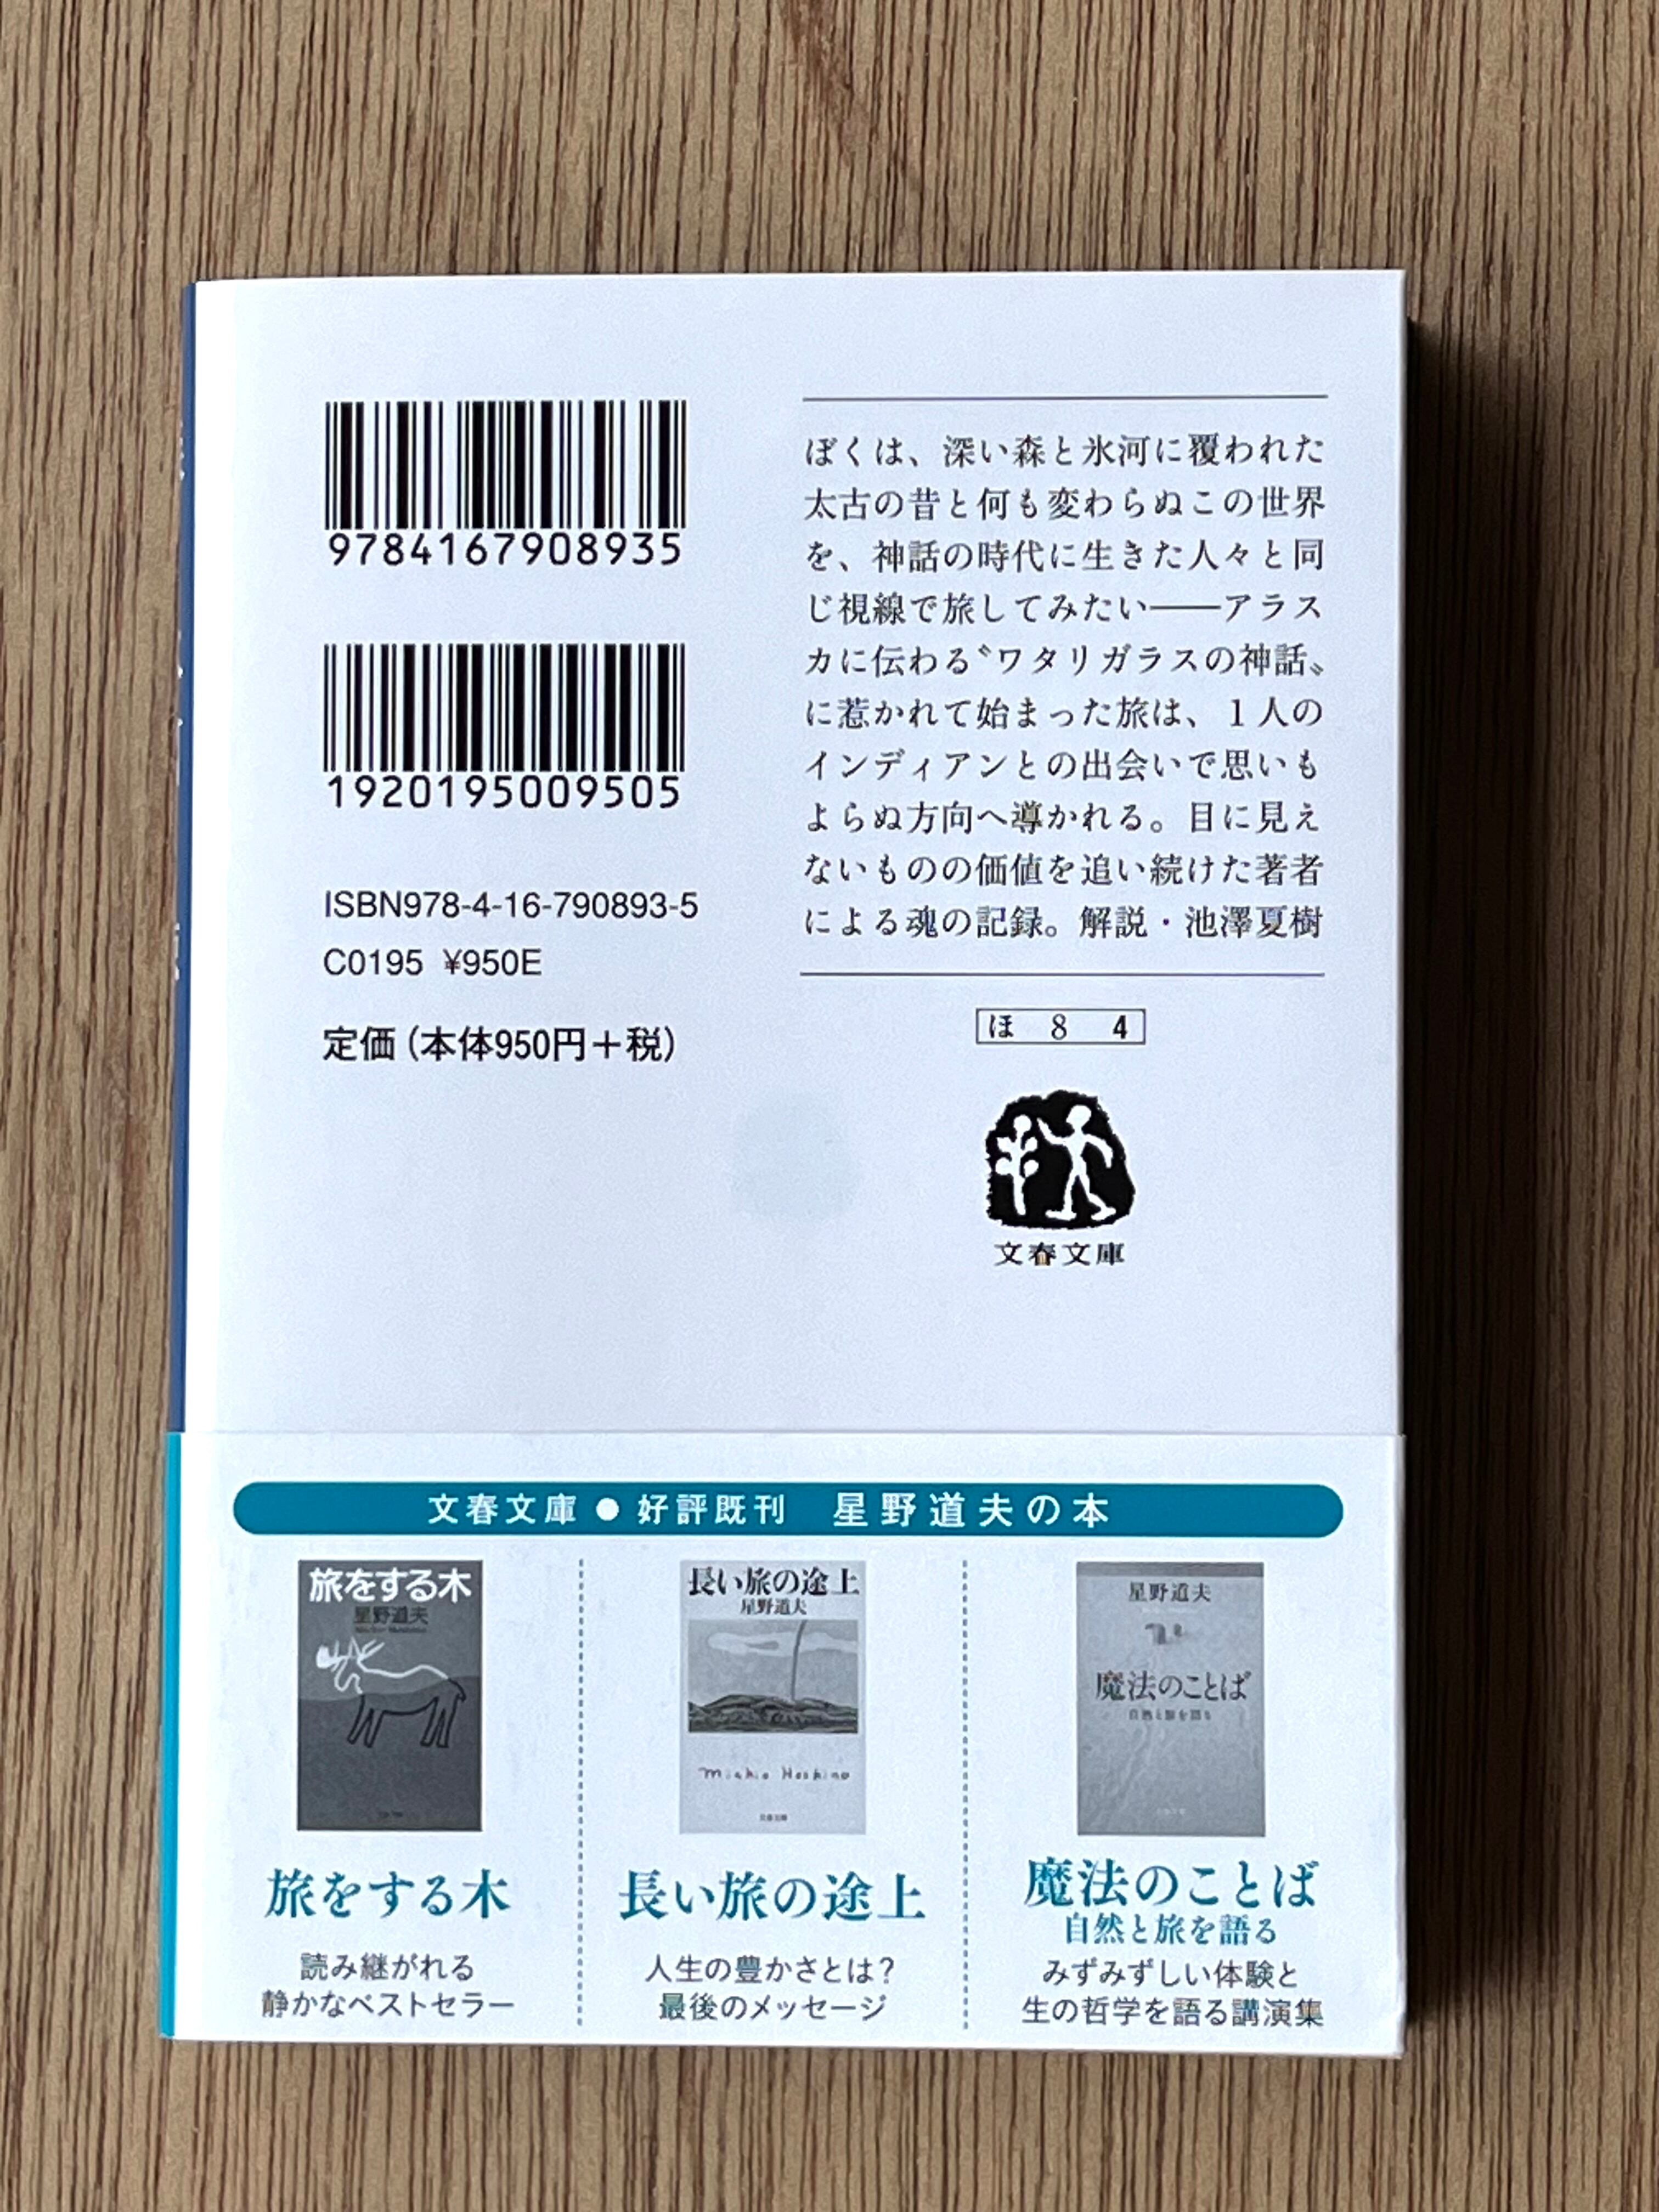 9784167908935
1920195009505
ISBN978-4-16-790893-5
C0195 ¥950E
定価（本体950円＋税）
ぼくは、深い森と氷河に覆われた
太古の昔と何も変わらぬこの世界
を、神話の時代に生きた人々と同
じ視線で旅してみたい――アラス
カに伝わる〝ワタリガラスの神話〟
に惹かれて始まった旅は、1人の
インディアンとの出会いで思いも
よらぬ方向へ導かれる。目に見え
ないものの価値を追い続けた著者
による魂の記録。解説・池澤夏樹
ほ 8 4
文春文庫
文春文庫●好評既刊 星野道夫の本
旅をする木
星野道夫
旅をする木
読み継がれる
静かなベストセラー
長い旅の途上
星野道夫
Michio Hoshino
長い旅の途上
人生の豊かさとは？
最後のメッセージ
星野道夫
魔法のことば
自然と旅を語る
魔法のことば
自然と旅を語る
みずみずしい体験と
生の哲学を語る講演集